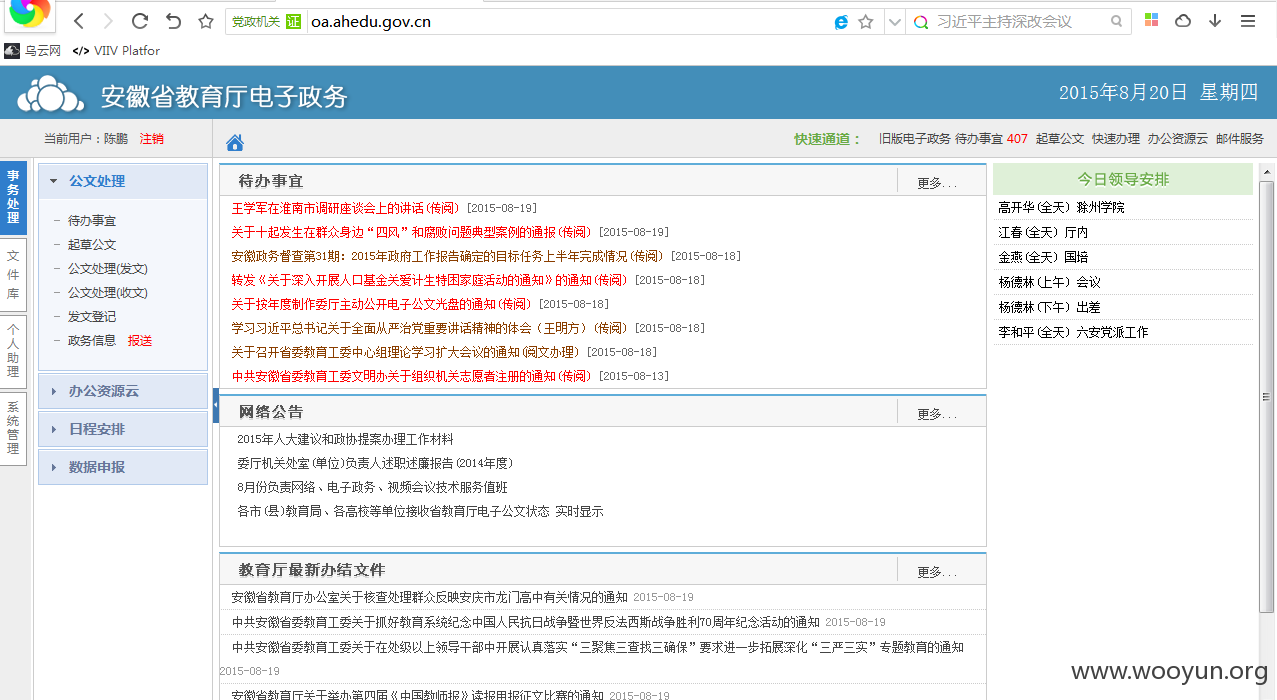 党政机关 证 oa.ahedu.gov.cn 习近平主持深改会议
乌云网 </> VIIV Platfor
安徽省教育厅电子政务 2015年8月20日 星期四
当前用户：陈鹏 注销 快速通道： 旧版电子政务 待办事宜 407 起草公文 快速办理 办公资源云 邮件服务
事务处理
文件库
个人助理
系统管理
公文处理
- 待办事宜
- 起草公文
- 公文处理(发文)
- 公文处理(收文)
- 发文登记
- 政务信息 报送
办公资源云
日程安排
数据申报
待办事宜 更多...
王学军在淮南市调研座谈会上的讲话(传阅) [2015-08-19]
关于十起发生在群众身边“四风”和腐败问题典型案例的通报(传阅) [2015-08-19]
安徽政务督查第31期：2015年政府工作报告确定的目标任务上半年完成情况(传阅) [2015-08-18]
转发《关于深入开展人口基金关爱计生特困家庭活动的通知》的通知(传阅) [2015-08-18]
关于按年度制作委厅主动公开电子公文光盘的通知(传阅) [2015-08-18]
学习习近平总书记关于全面从严治党重要讲话精神的体会（王明方）(传阅) [2015-08-18]
关于召开省委教育工委中心组理论学习扩大会议的通知(阅文办理) [2015-08-18]
中共安徽省委教育工委文明办关于组织机关志愿者注册的通知(传阅) [2015-08-13]
网络公告 更多...
2015年人大建议和政协提案办理工作材料
委厅机关处室(单位)负责人述职述廉报告(2014年度)
8月份负责网络、电子政务、视频会议技术服务值班
各市(县)教育局、各高校等单位接收省教育厅电子公文状态 实时显示
教育厅最新办结文件 更多...
安徽省教育厅办公室关于核查处理群众反映安庆市龙门高中有关情况的通知 2015-08-19
中共安徽省委教育工委关于抓好教育系统纪念中国人民抗日战争暨世界反法西斯战争胜利70周年纪念活动的通知 2015-08-19
中共安徽省委教育工委关于在处级以上领导干部中开展认真落实“三聚焦三查找三确保”要求进一步拓展深化“三严三实”专题教育的通知
2015-08-19
安徽省教育厅关于举办第四届《中国教师报》读报用报征文比赛的通知 2015-08-19
今日领导安排
高开华(全天) 滁州学院
江春(全天) 厅内
金燕(全天) 国培
杨德林(上午) 会议
杨德林(下午) 出差
李和平(全天) 六安党派工作
www.wooyun.org